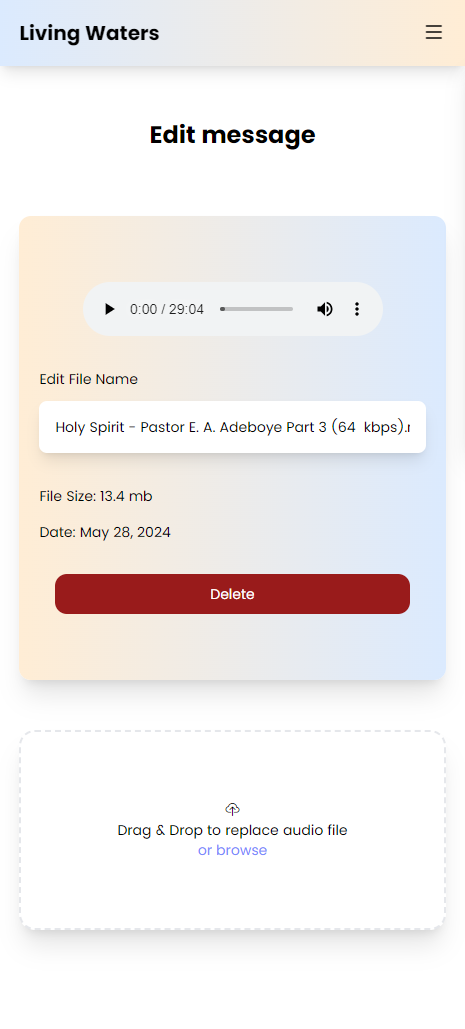 Living Waters
Edit message
0:00 / 29:04
Edit File Name
Holy Spirit - Pastor E. A. Adeboye Part 3 (64  kbps).
File Size: 13.4 mb
Date: May 28, 2024
Delete
Drag & Drop to replace audio file
or browse